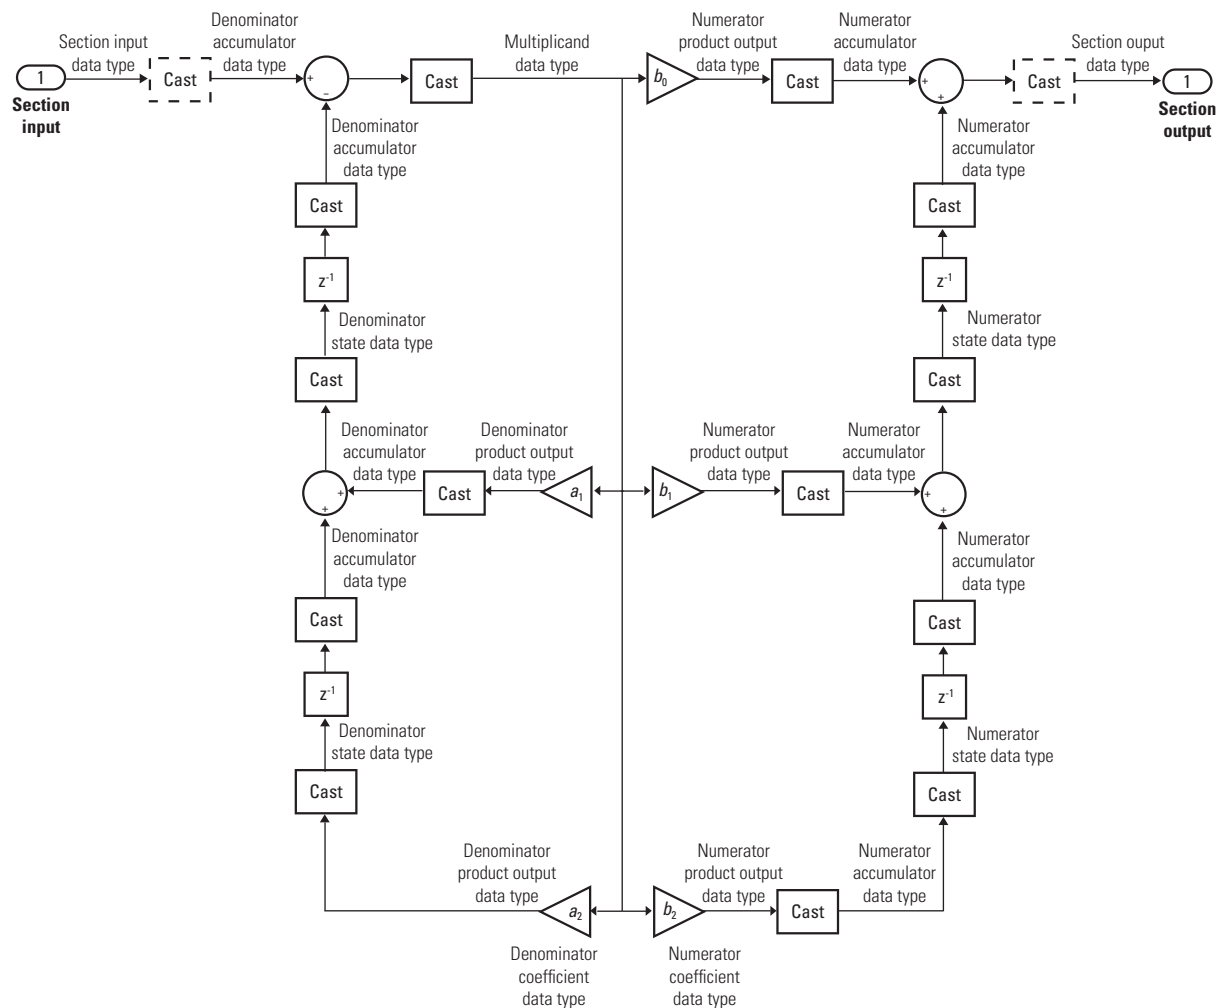 Section input
data type
Denominator
accumulator
data type
Multiplicand
data type
Numerator
product output
data type
Numerator
accumulator
data type
Section ouput
data type
1
Section
input
Cast
+
−
Cast
b0
Cast
+
+
Cast
1
Section
output
Denominator
accumulator
data type
Numerator
accumulator
data type
Cast
Cast
z-1
z-1
Denominator
state data type
Numerator
state data type
Cast
Cast
Denominator
accumulator
data type
Denominator
product output
data type
Numerator
product output
data type
Numerator
accumulator
data type
+
+
Cast
a1
b1
Cast
+
+
Denominator
accumulator
data type
Numerator
accumulator
data type
Cast
Cast
z-1
z-1
Denominator
state data type
Numerator
state data type
Cast
Cast
Denominator
product output
data type
Numerator
product output
data type
Numerator
accumulator
data type
a2
b2
Cast
Denominator
coefficient
data type
Numerator
coefficient
data type